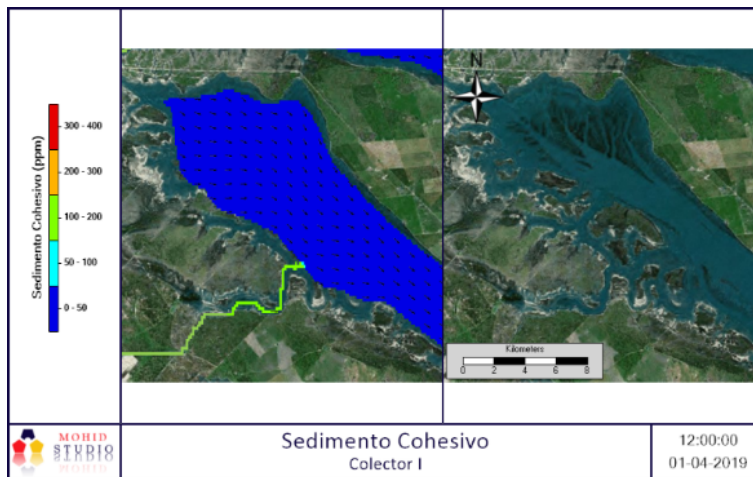 Sedimento Cohesivo (ppm)
300 - 400
200 - 300
100 - 200
50 - 100
0 - 50
N
Kilometers
0 2 4 6 8
MOHID
STUDIO
Sedimento Cohesivo
Colector I
12:00:00
01-04-2019